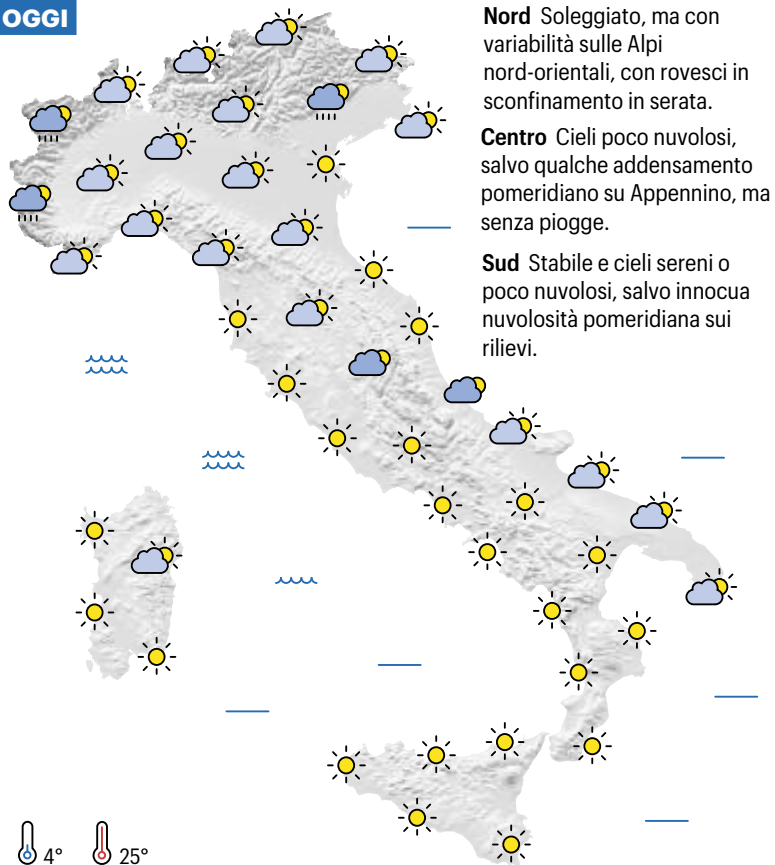 OGGI
Nord Soleggiato, ma con
variabilità sulle Alpi
nord-orientali, con rovesci in
sconfinamento in serata.
Centro Cieli poco nuvolosi,
salvo qualche addensamento
pomeridiano su Appennino, ma
senza piogge.
Sud Stabile e cieli sereni o
poco nuvolosi, salvo innocua
nuvolosità pomeridiana sui
rilievi.
4° 25°